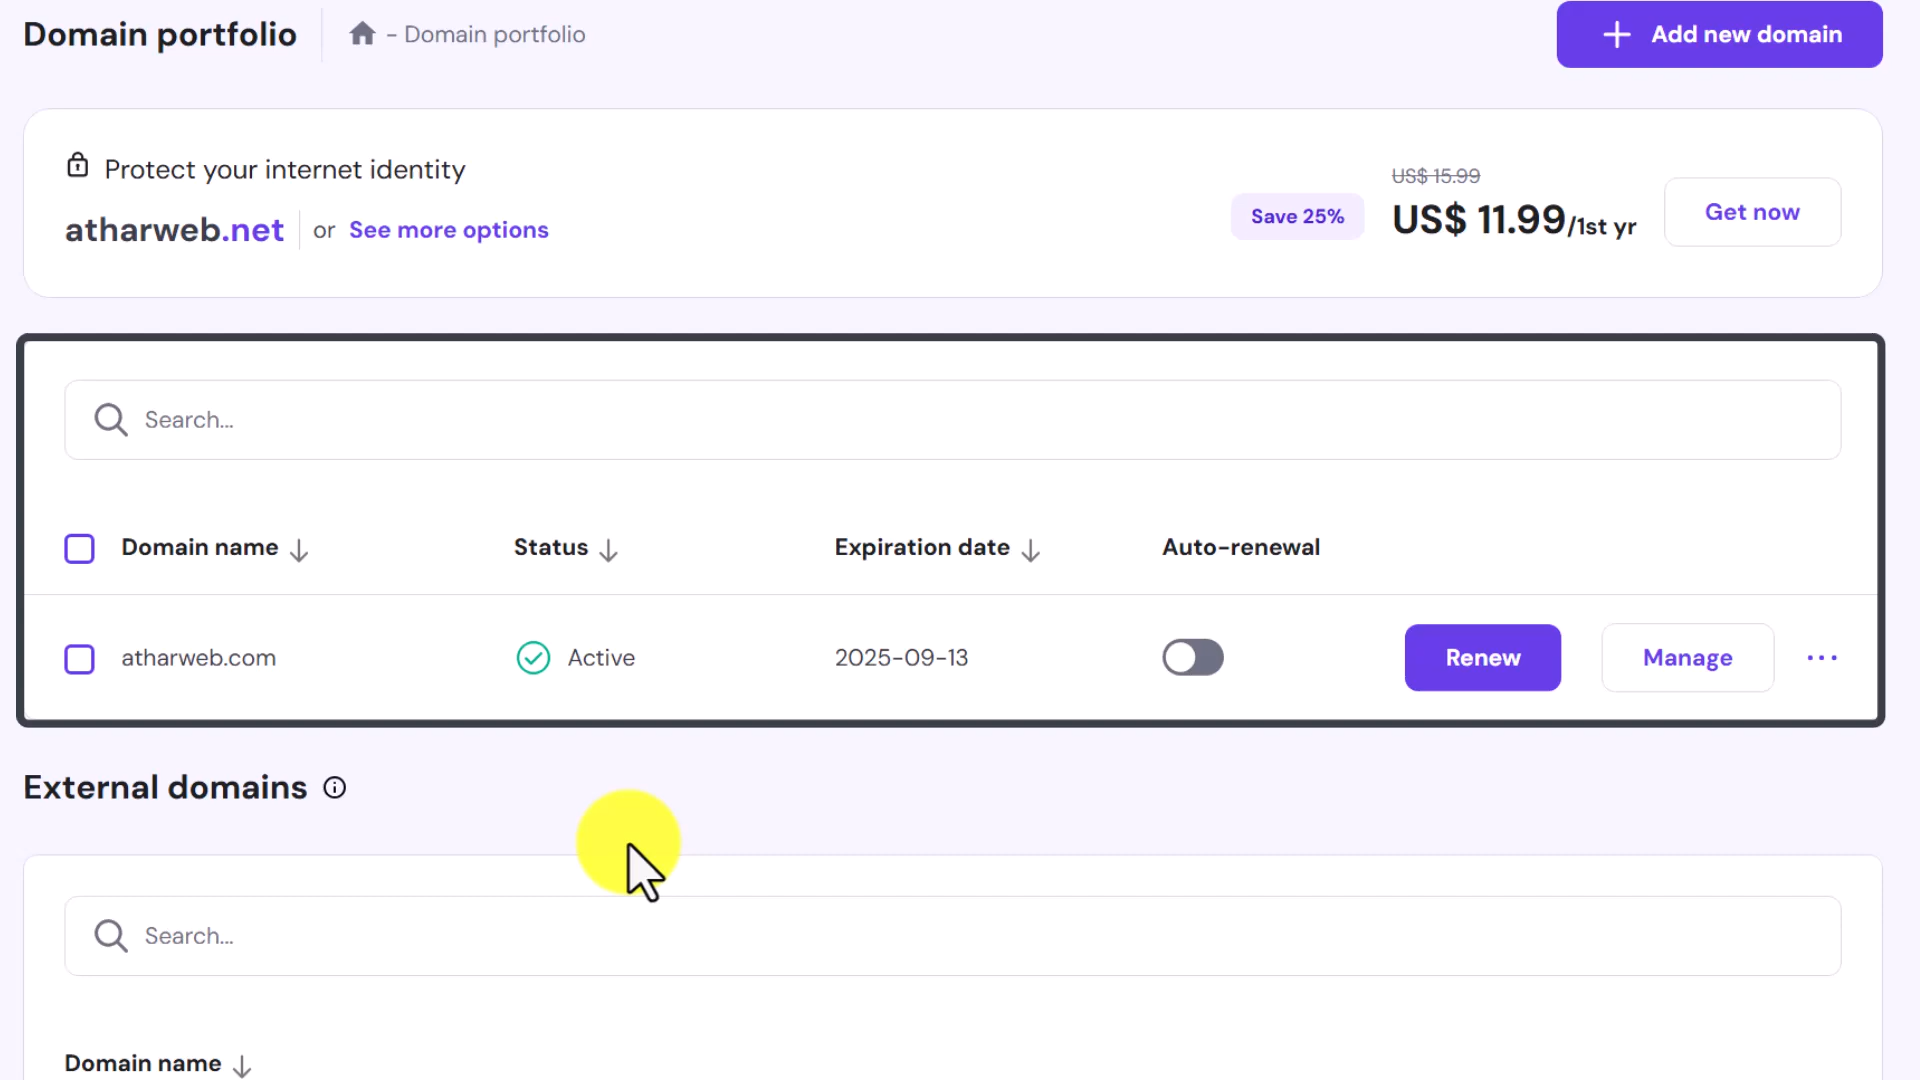 Domain portfolio
- Domain portfolio
Add new domain
Protect your internet identity
atharweb.net or See more options
Save 25%
US$ 15.99
US$ 11.99/1st yr
Get now
Search...
Domain name Status Expiration date Auto-renewal
atharweb.com Active 2025-09-13 Renew Manage
External domains
Search...
Domain name